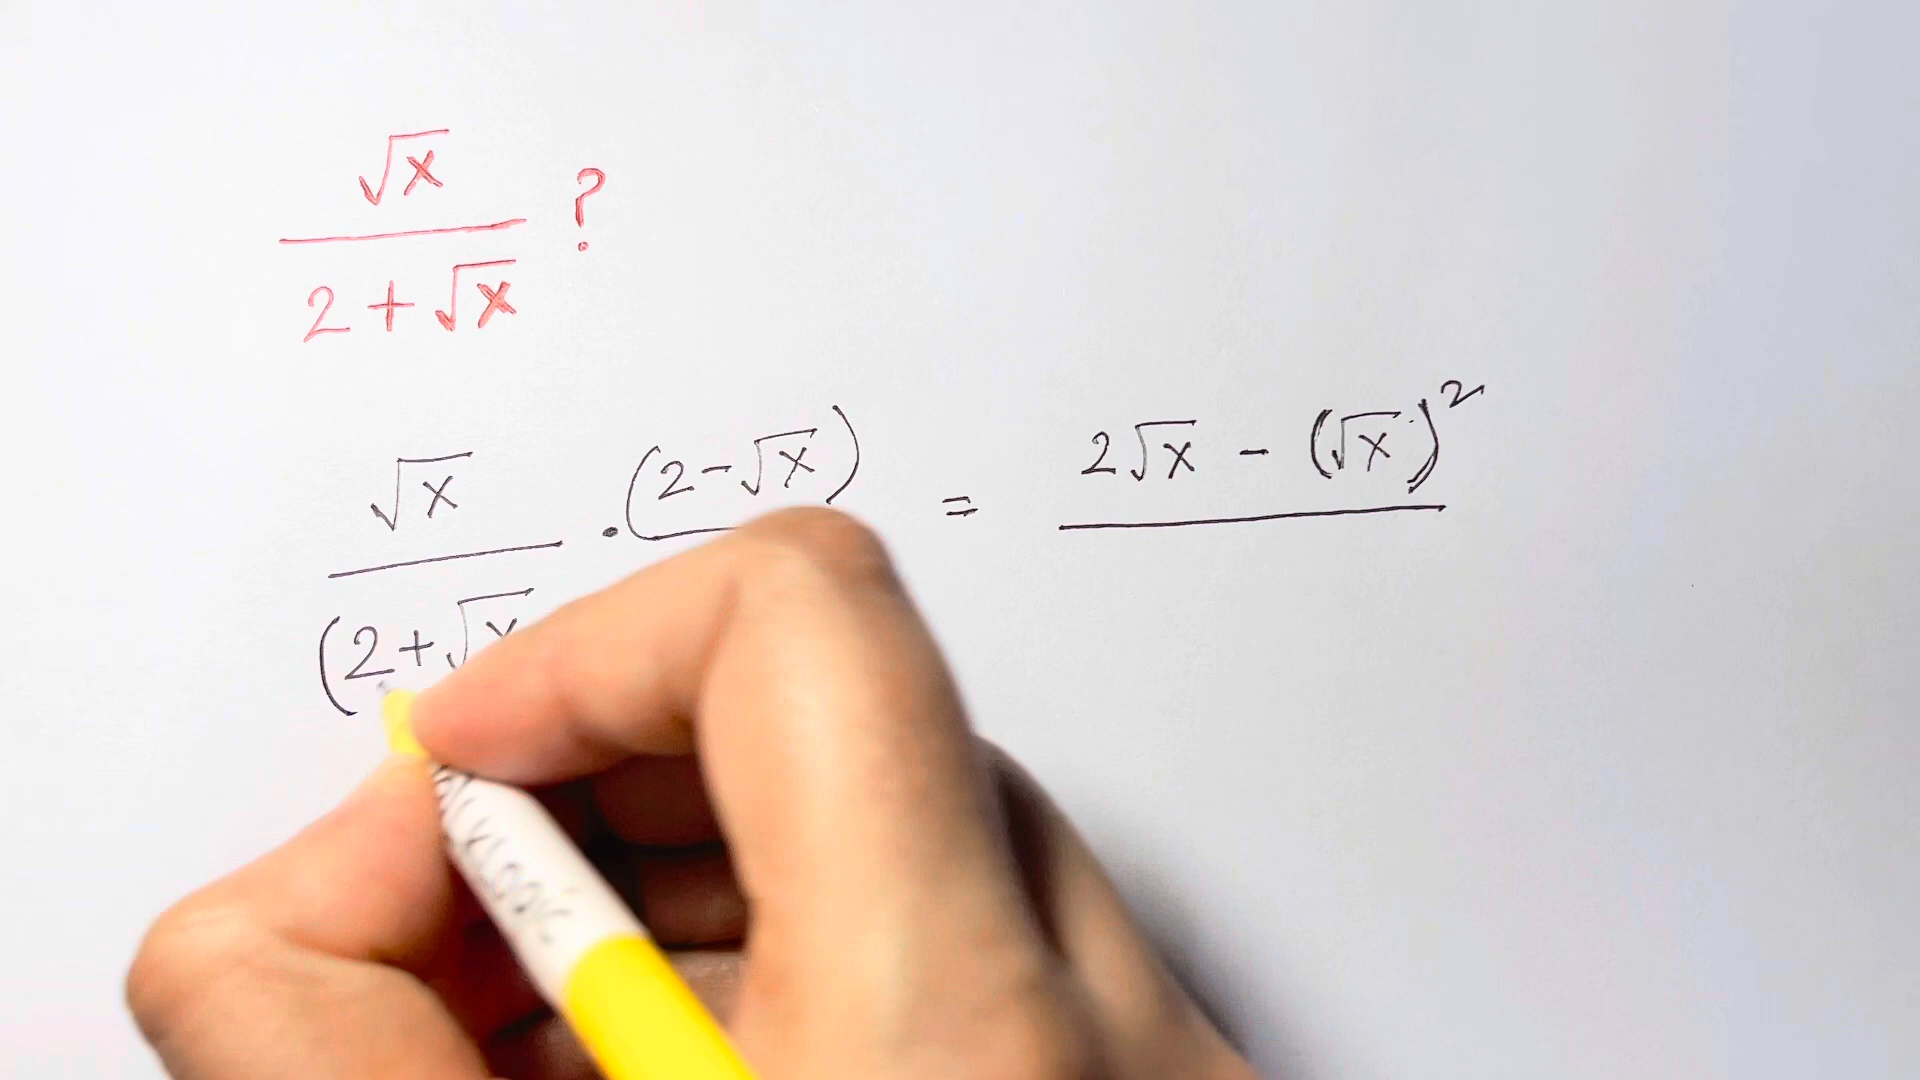 √x
2 + √x ?
√x · (2 - √x) = 2√x - (√x)²
(2 + √x